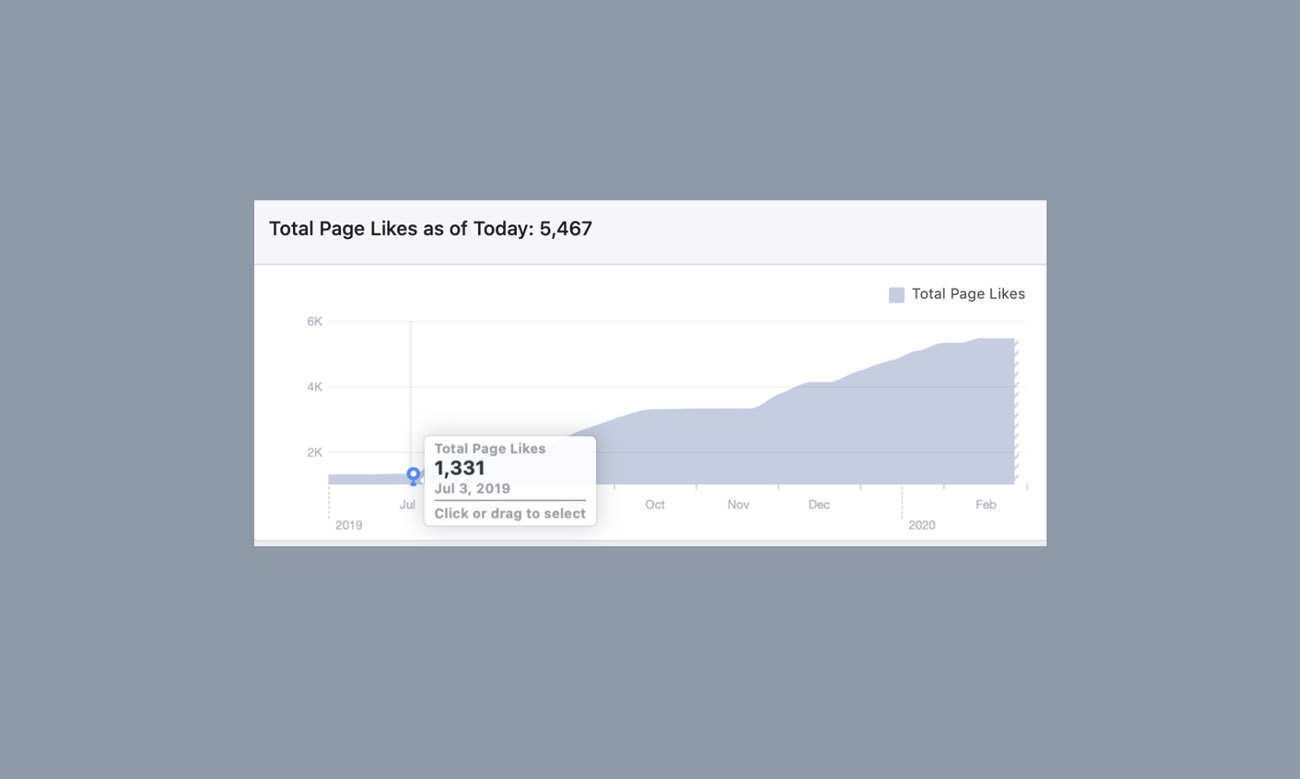 Total Page Likes as of Today: 5,467
Total Page Likes
6K
4K
2K
Total Page Likes
1,331
Jul 3, 2019
Click or drag to select
Jul
Oct
Nov
Dec
Feb
2019
2020